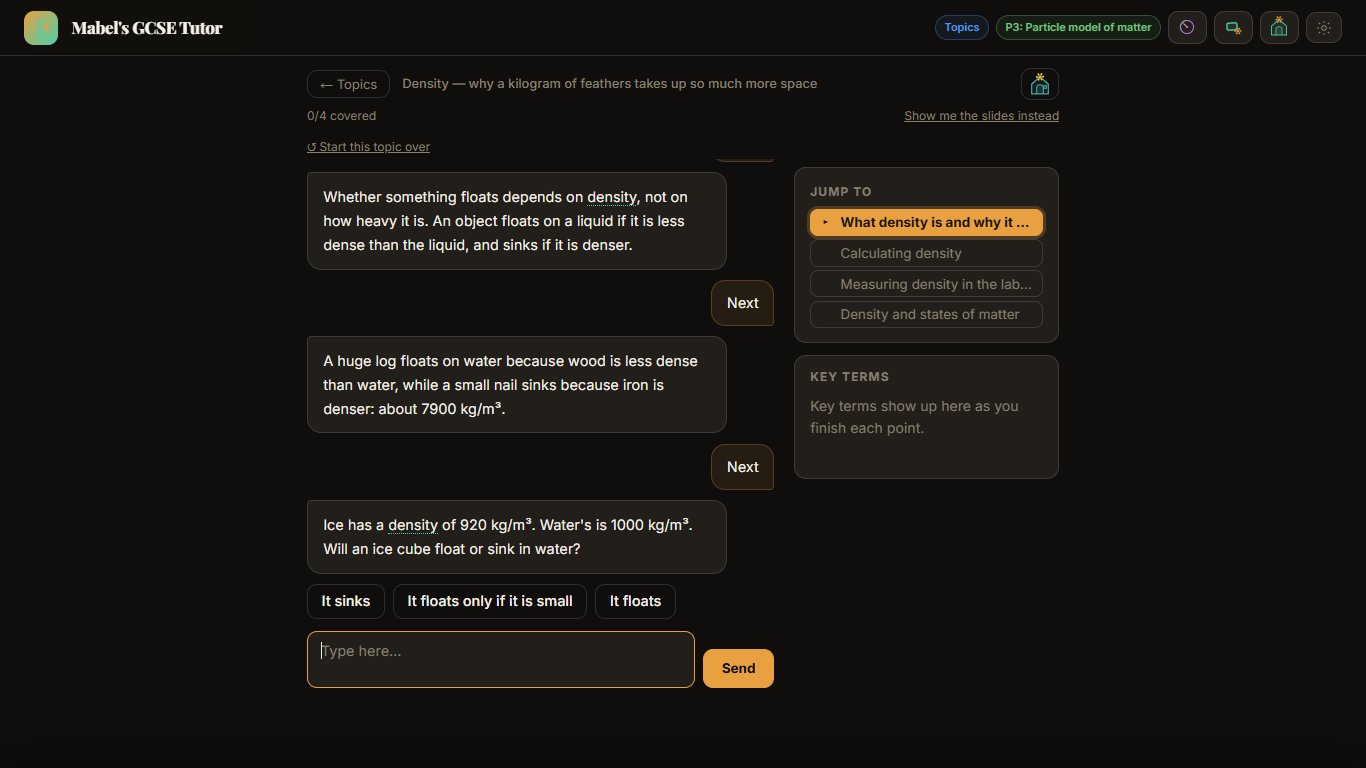 Mabel's GCSE Tutor
Topics
P3: Particle model of matter
← Topics
Density — why a kilogram of feathers takes up so much more space
0/4 covered
Show me the slides instead
↺ Start this topic over
Whether something floats depends on density, not on
how heavy it is. An object floats on a liquid if it is less
dense than the liquid, and sinks if it is denser.
Next
A huge log floats on water because wood is less dense
than water, while a small nail sinks because iron is
denser: about 7900 kg/m³.
Next
Ice has a density of 920 kg/m³. Water's is 1000 kg/m³.
Will an ice cube float or sink in water?
It sinks
It floats only if it is small
It floats
Type here...
Send
JUMP TO
▸ What density is and why it ...
Calculating density
Measuring density in the lab...
Density and states of matter
KEY TERMS
Key terms show up here as you
finish each point.